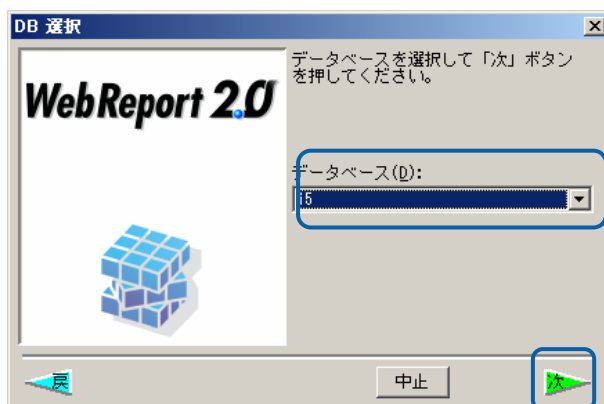 DB 選択
WebReport 2.0
データベースを選択して「次」ボタン
を押してください。
データベース(D):
i5
戻
中止
次